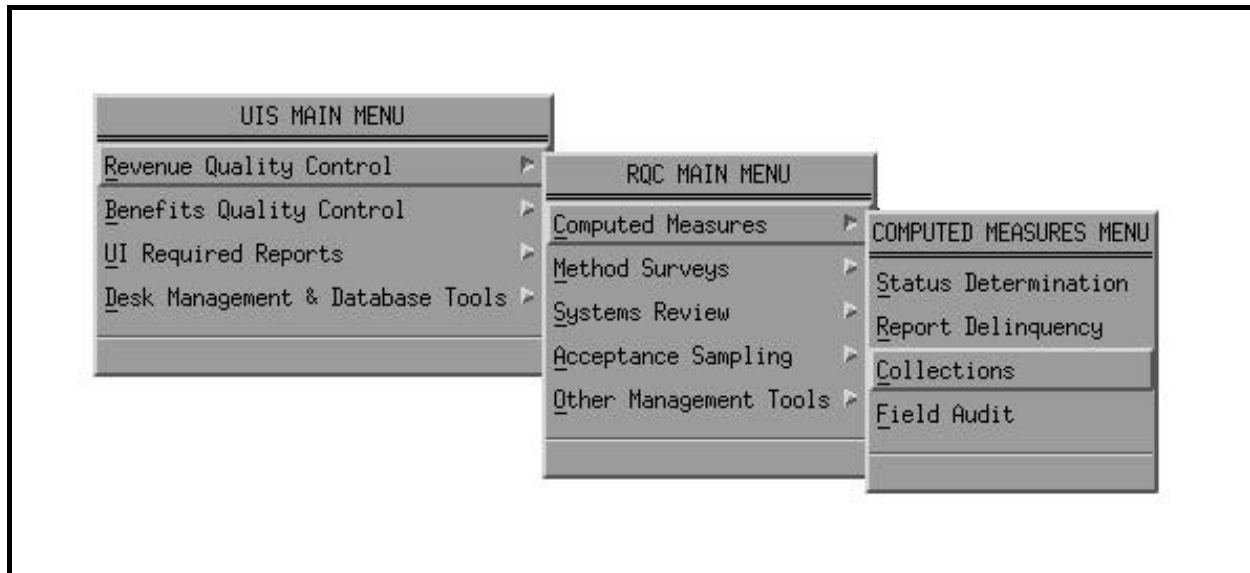 UIS MAIN MENU
Revenue Quality Control
Benefits Quality Control
UI Required Reports
Desk Management & Database Tools
RQC MAIN MENU
Computed Measures
Method Surveys
Systems Review
Acceptance Sampling
Other Management Tools
COMPUTED MEASURES MENU
Status Determination
Report Delinquency
Collections
Field Audit